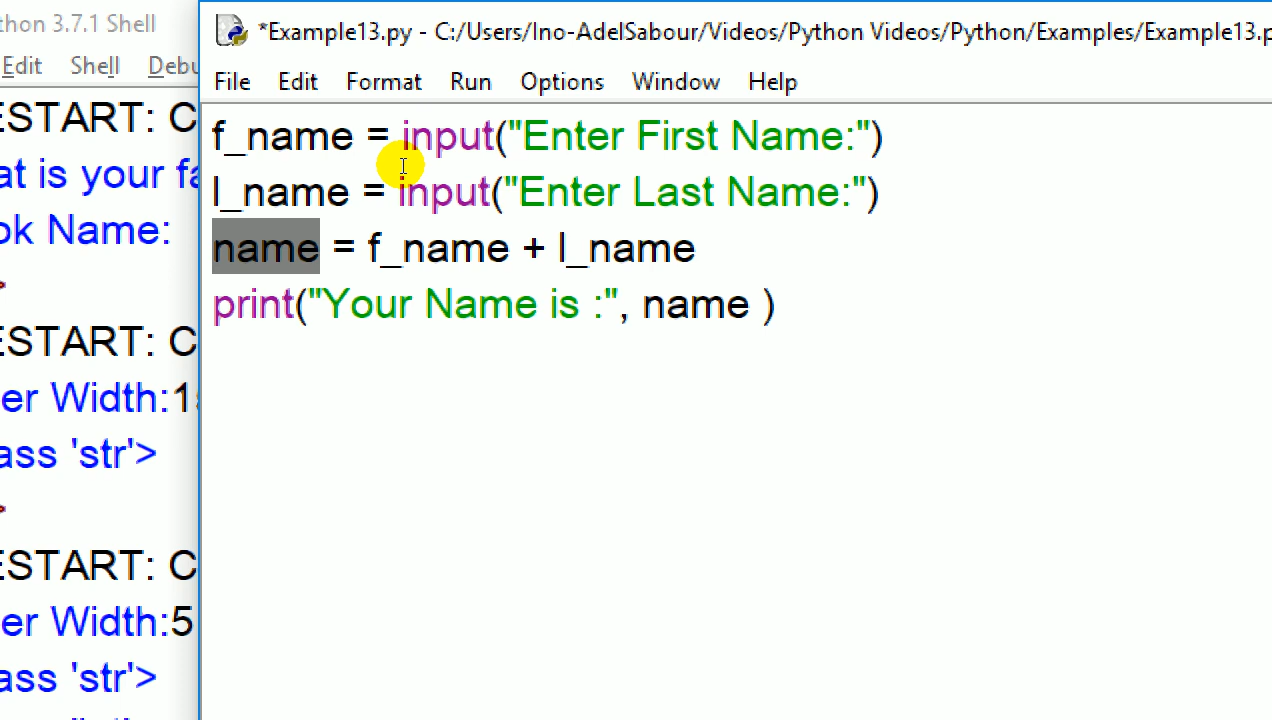 thon 3.7.1 Shell
Edit Shell Debu
ESTART: C
at is your fa
ok Name:
>
ESTART: C
er Width:1
ass 'str'>
>
ESTART: C
er Width:5
ass 'str'>
*Example13.py - C:/Users/Ino-AdelSabour/Videos/Python Videos/Python/Examples/Example13.p
File Edit Format Run Options Window Help
f_name = input("Enter First Name:")
l_name = input("Enter Last Name:")
name = f_name + l_name
print("Your Name is :", name )